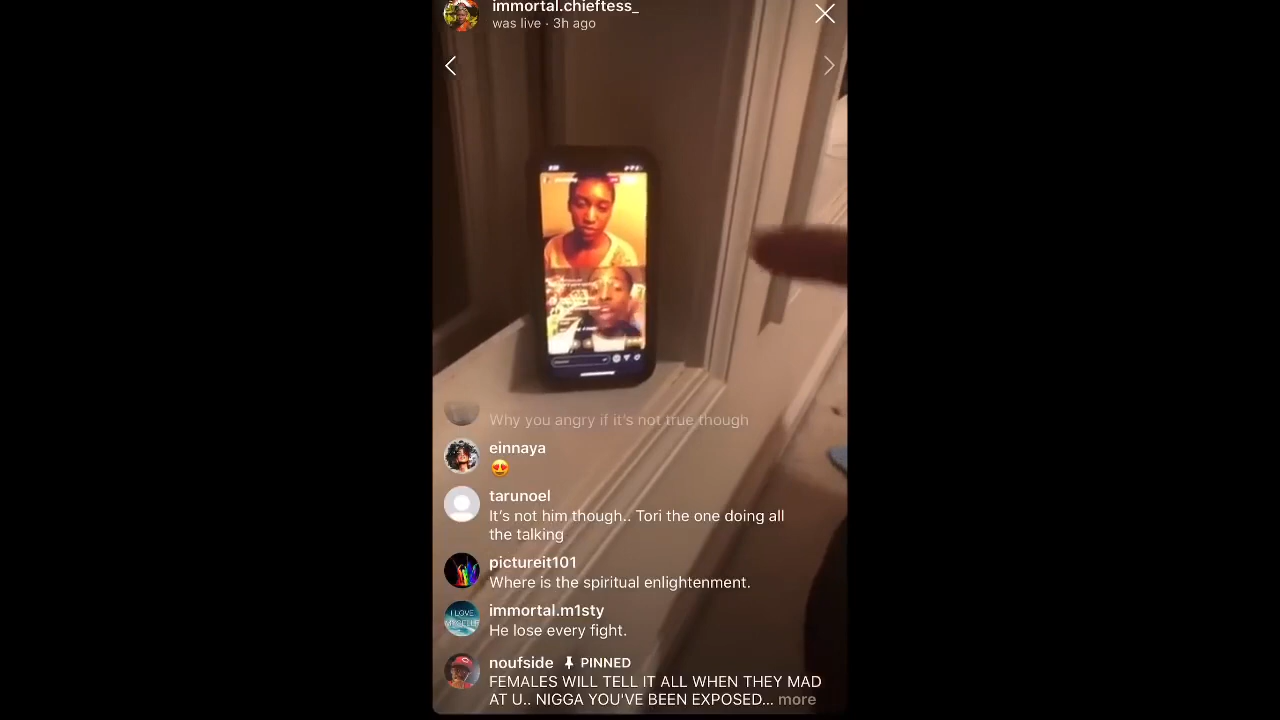 immortal.chieftess_
was live · 3h ago
Why you angry if it's not true though
einnaya
😍
tarunoel
It's not him though.. Tori the one doing all
the talking
pictureit101
Where is the spiritual enlightenment.
immortal.m1sty
He lose every fight.
noufside PINNED
FEMALES WILL TELL IT ALL WHEN THEY MAD
AT U.. NIGGA YOU'VE BEEN EXPOSED... more